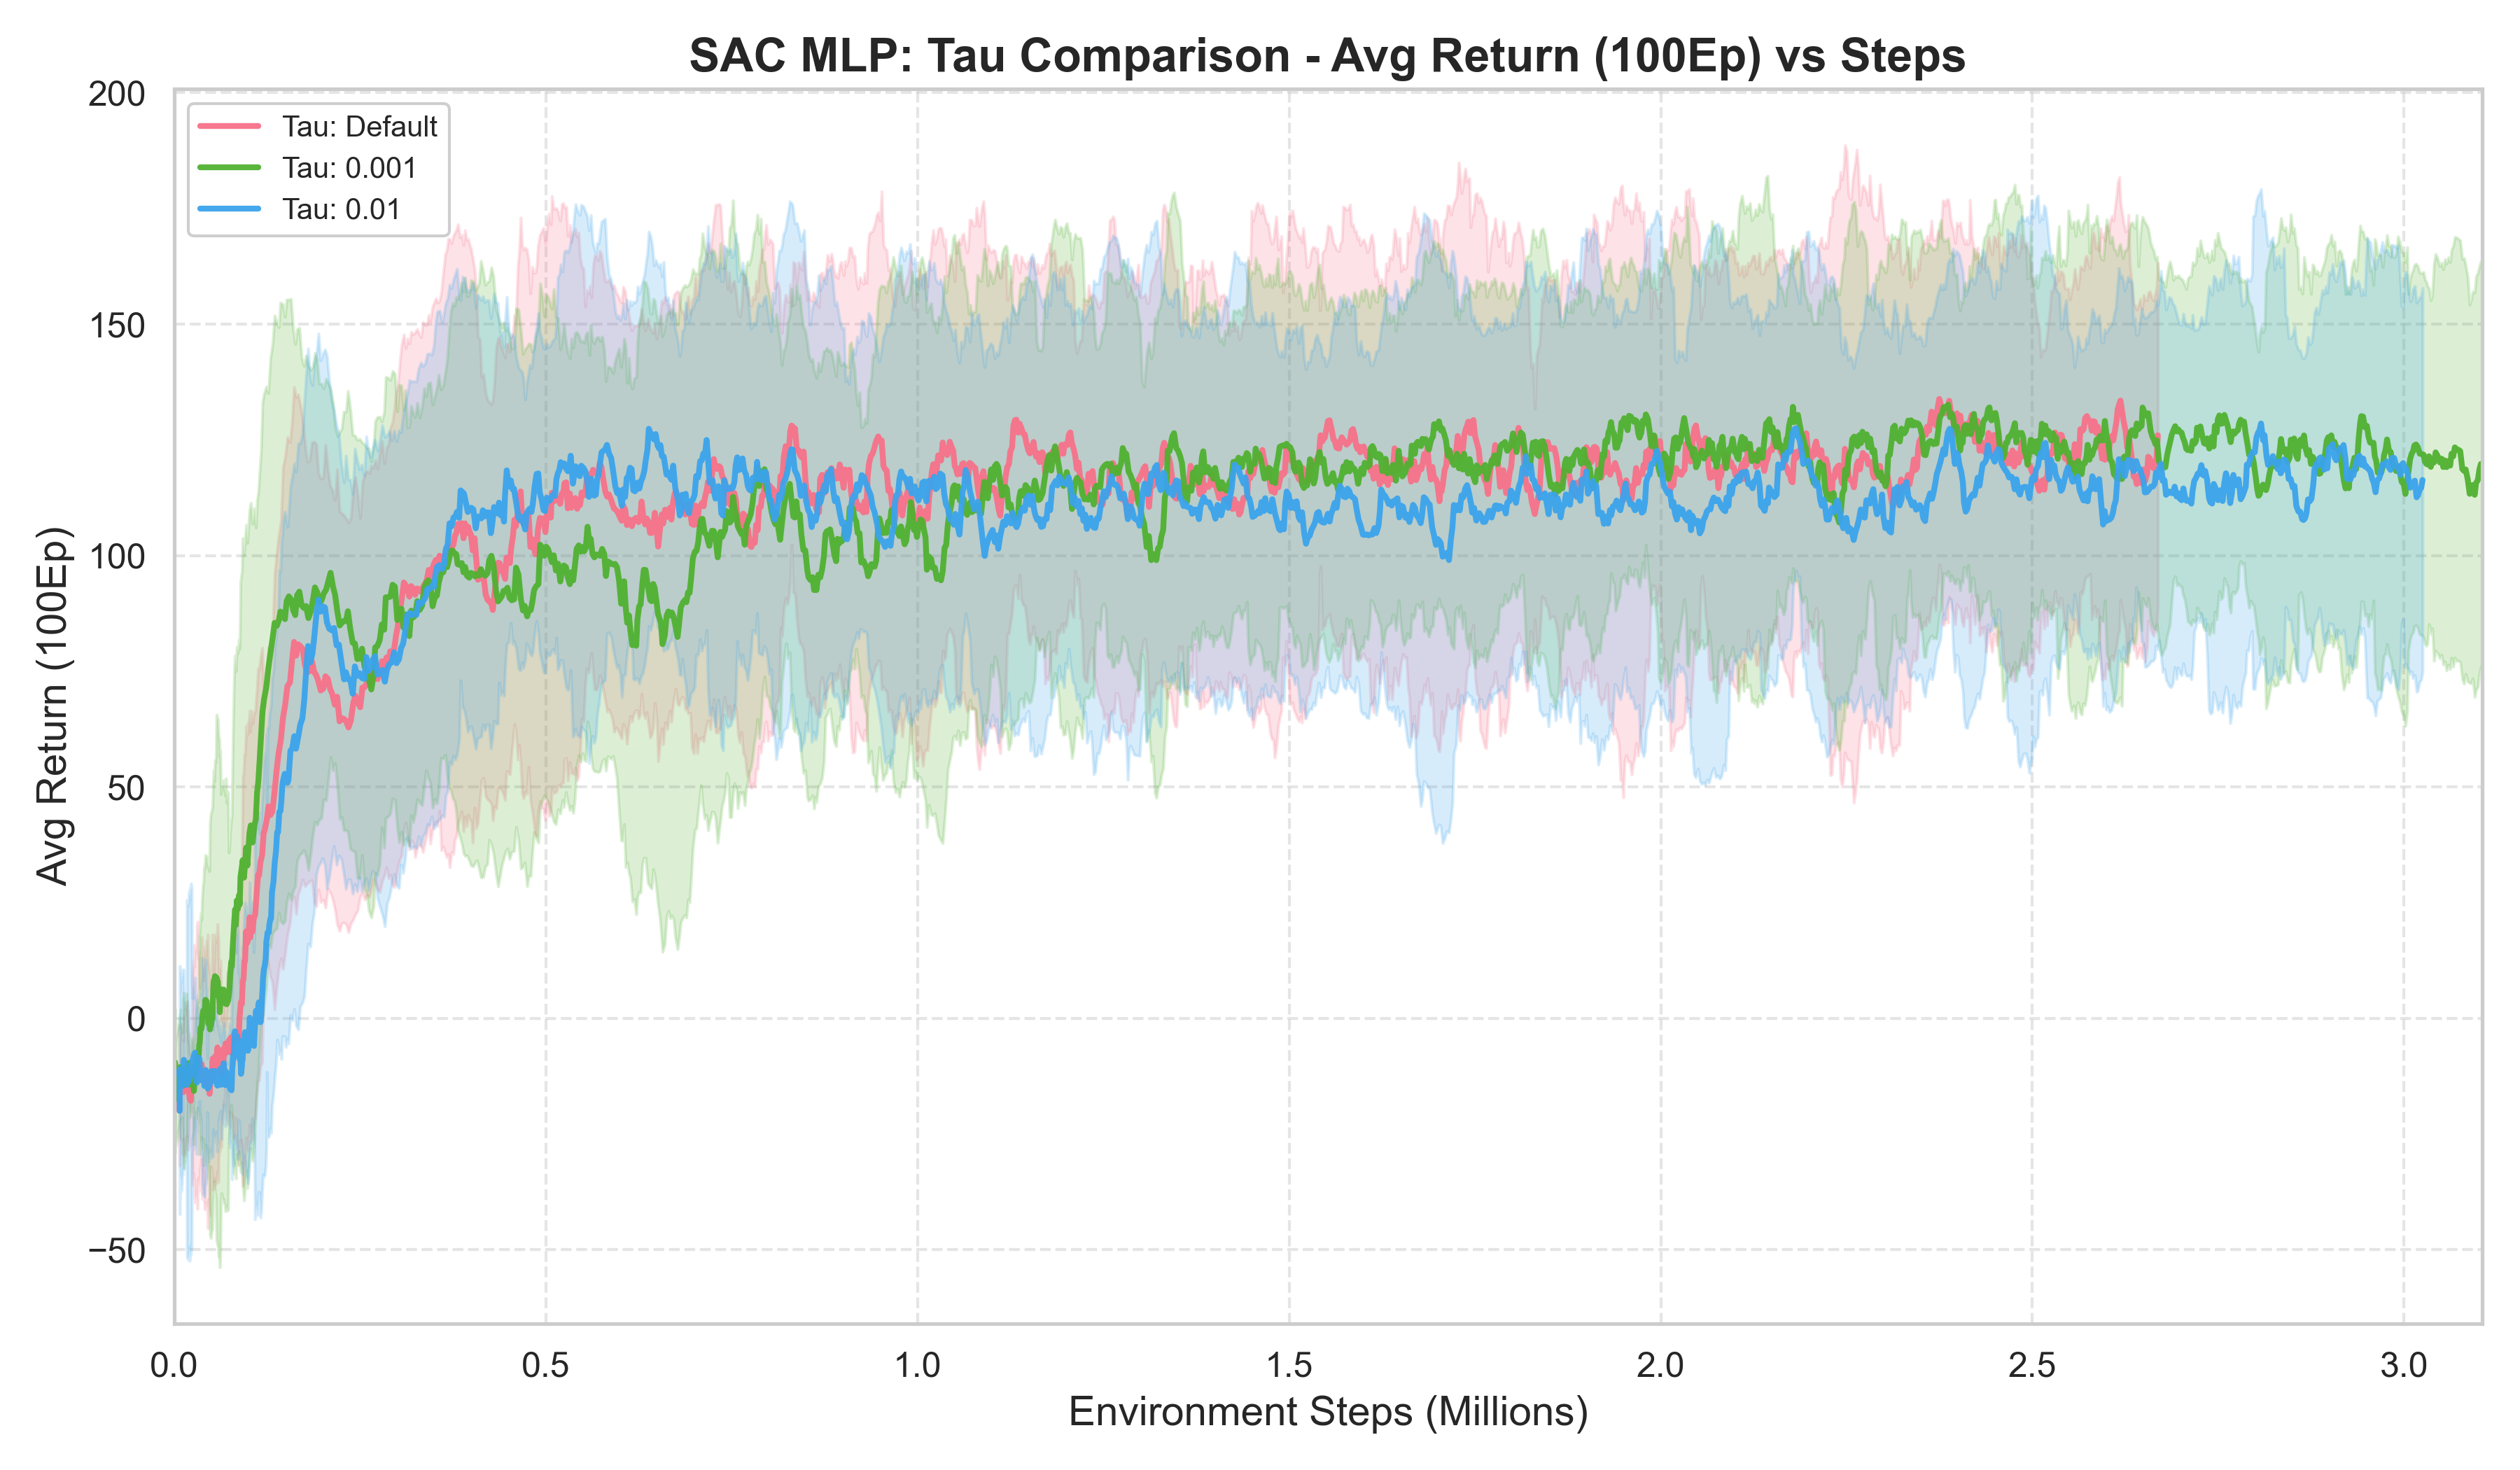 SAC MLP: Tau Comparison - Avg Return (100Ep) vs Steps
Tau: Default
Tau: 0.001
Tau: 0.01
Avg Return (100Ep)
200
150
100
50
0
−50
0.0 0.5 1.0 1.5 2.0 2.5 3.0
Environment Steps (Millions)